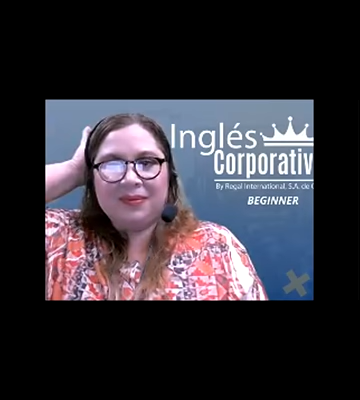 Inglés
Corporativ
By Regal International, S.A. de
BEGINNER